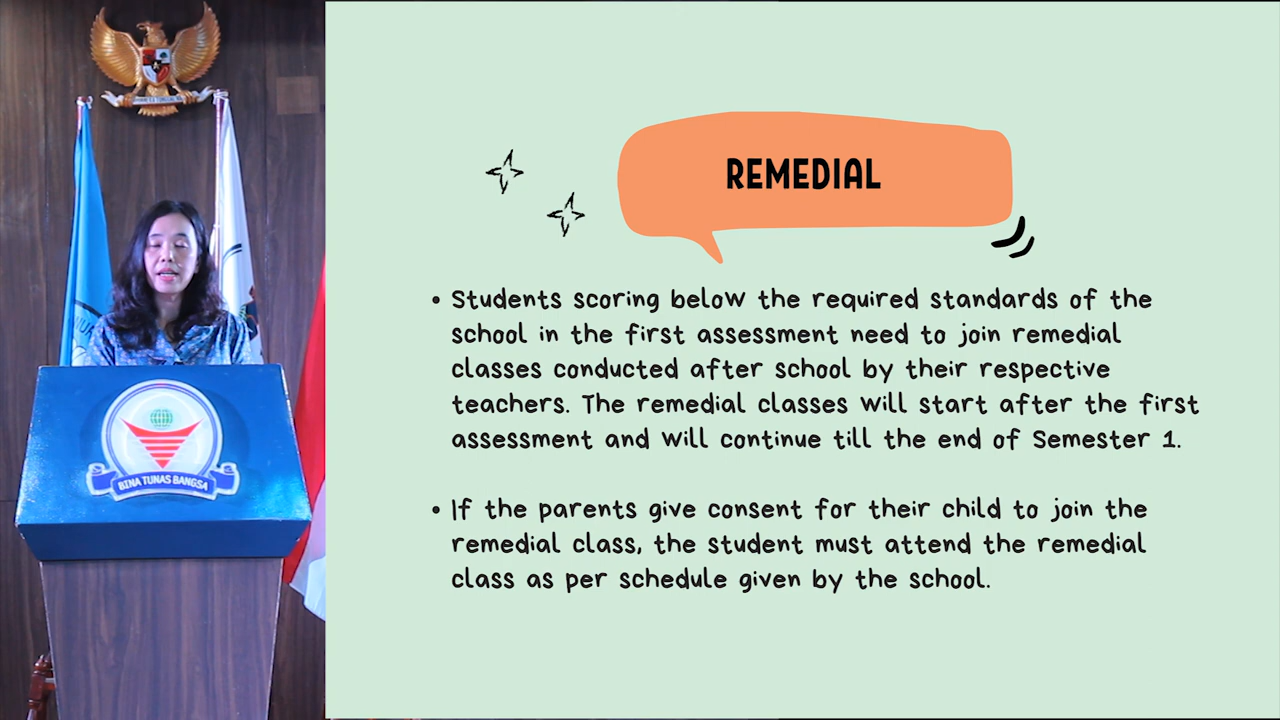 REMEDIAL
• Students scoring below the required standards of the
school in the first assessment need to join remedial
classes conducted after school by their respective
teachers. The remedial classes will start after the first
assessment and will continue till the end of Semester 1.
• If the parents give consent for their child to join the
remedial class, the student must attend the remedial
class as per schedule given by the school.
BINA TUNAS BANGSA